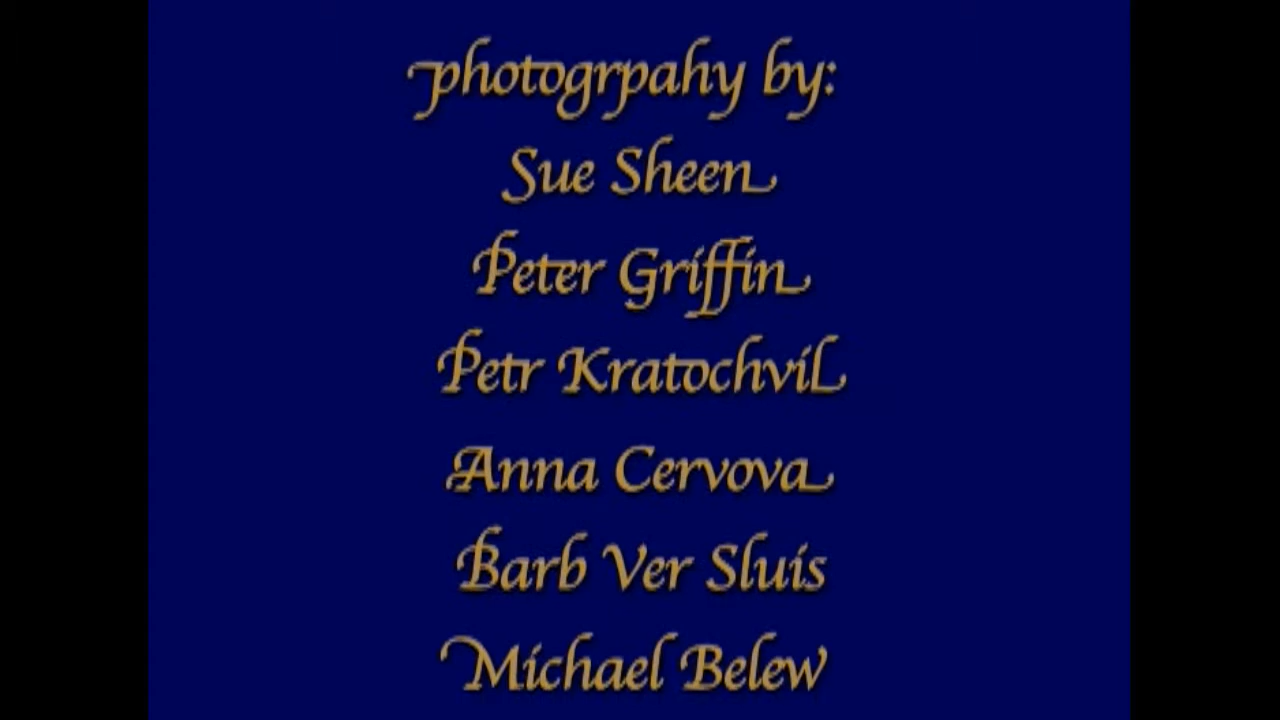 photogrpahy by:
Sue Sheen
Peter Griffin
Petr Kratochvil
Anna Cervova
Barb Ver Sluis
Michael Belew